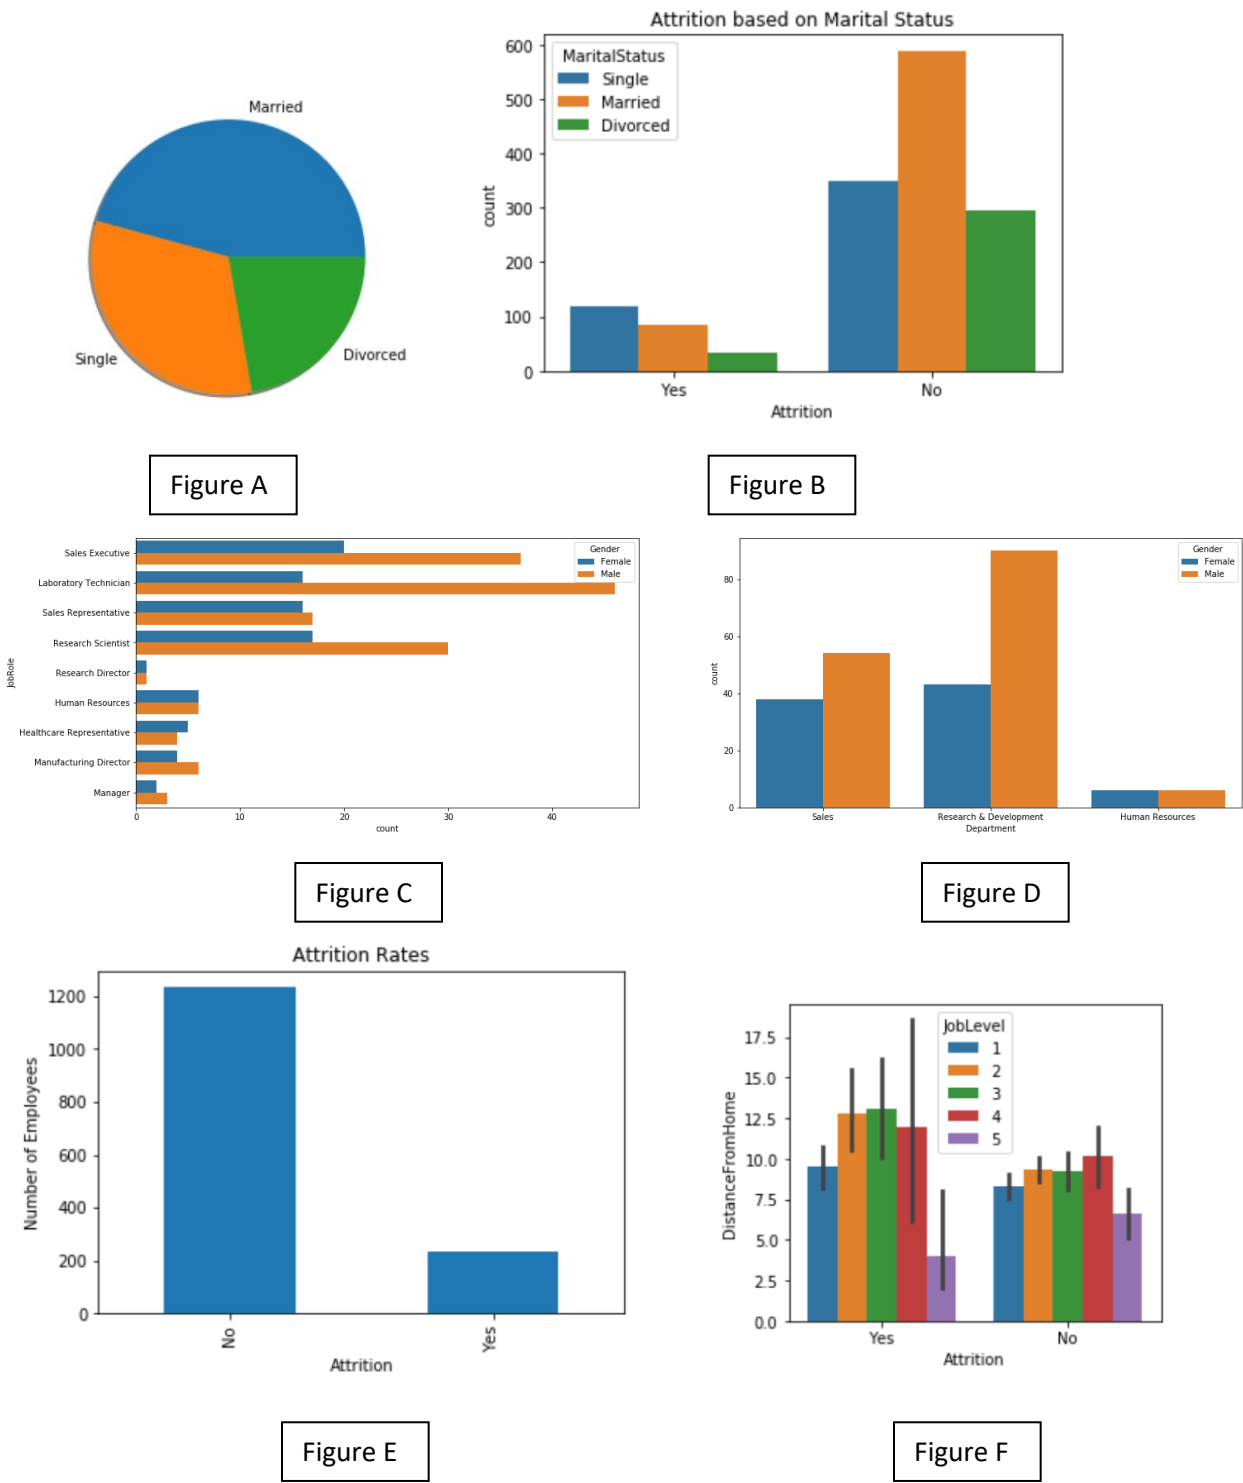 Married
Single
Divorced
Attrition based on Marital Status
MaritalStatus
Single
Married
Divorced
600
500
400
300
200
100
0
count
Yes
No
Attrition
Figure A
Figure B
Sales Executive
Laboratory Technician
Sales Representative
Research Scientist
Research Director
Human Resources
Healthcare Representative
Manufacturing Director
Manager
JobRole
Gender
Female
Male
0
10
20
30
40
count
Gender
Female
Male
80
60
40
20
0
count
Sales
Research & Development
Human Resources
Department
Figure C
Figure D
Attrition Rates
1200
1000
800
600
400
200
0
Number of Employees
No
Yes
Attrition
JobLevel
1
2
3
4
5
17.5
15.0
12.5
10.0
7.5
5.0
2.5
0.0
DistanceFromHome
Yes
No
Attrition
Figure E
Figure F